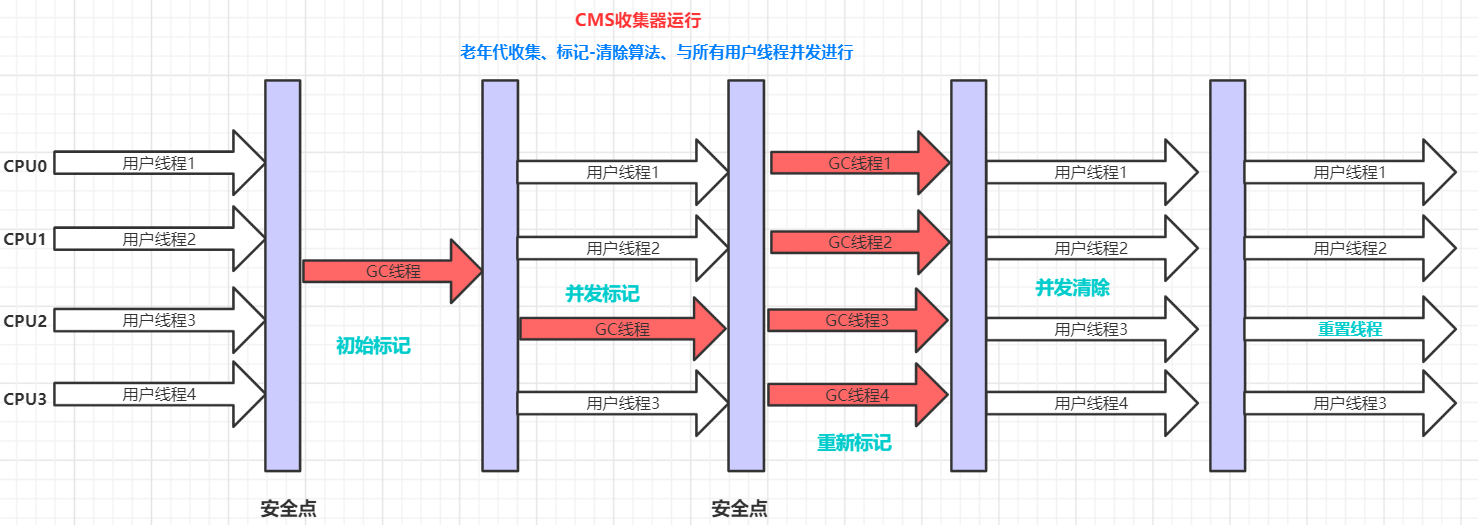 CMS收集器运行
老年代收集、标记-清除算法、与所有用户线程并发进行
CPU0
用户线程1
用户线程1
GC线程1
用户线程1
用户线程1
CPU1
用户线程2
用户线程2
GC线程2
用户线程2
用户线程2
GC线程
并发标记
并发清除
CPU2
用户线程3
GC线程
GC线程3
用户线程3
重置线程
初始标记
CPU3
用户线程4
用户线程3
GC线程4
用户线程4
用户线程3
重新标记
安全点
安全点